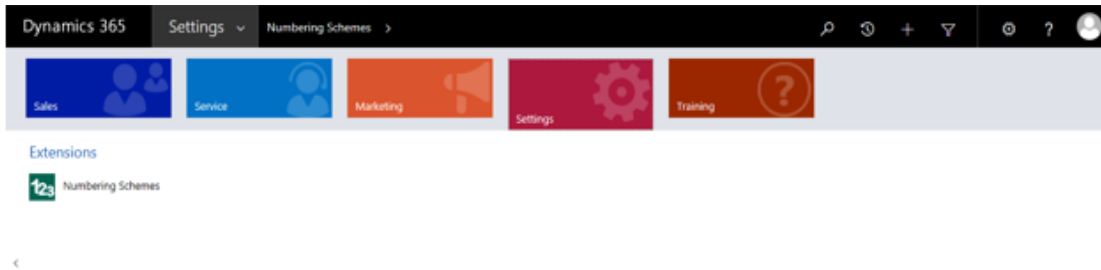 Dynamics 365 Settings Numbering Schemes > ?
Sales Service Marketing Settings Training ?
Extensions
123 Numbering Schemes